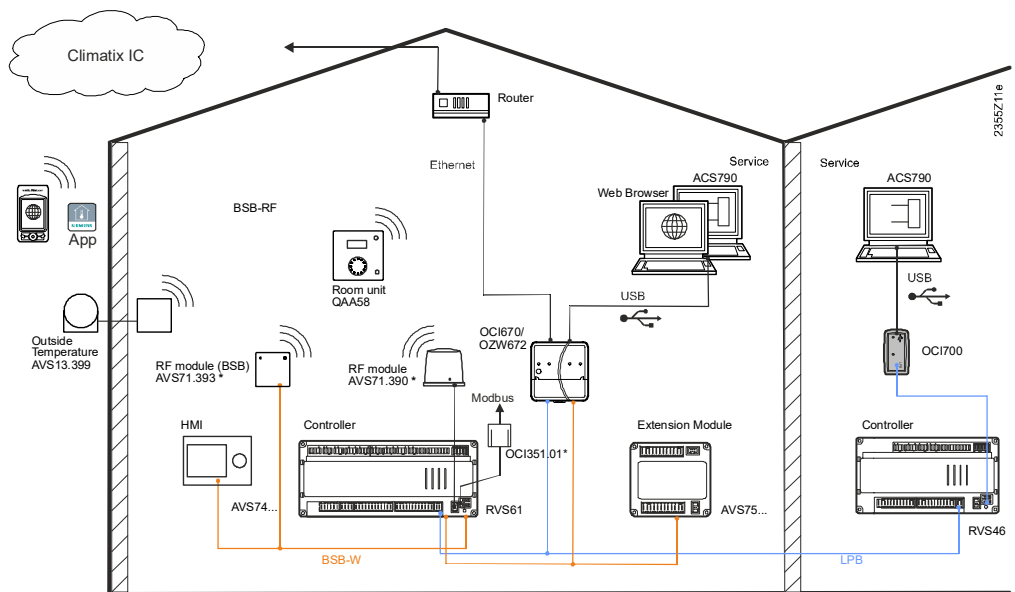 Climatix IC
Router
2355Z11e
Ethernet
Service
Service
ACS790
ACS790
Web Browser
BSB-RF
SIEMENS
App
Room unit
QAA58
USB
USB
Outside
Temperature
AVS13.399
OCI670/
OZW672
OCI700
RF module (BSB)
AVS71.393 *
RF module
AVS71.390 *
Modbus
HMI
Controller
OCI351.01*
Extension Module
Controller
AVS74...
RVS61
AVS75...
RVS46
BSB-W
LPB